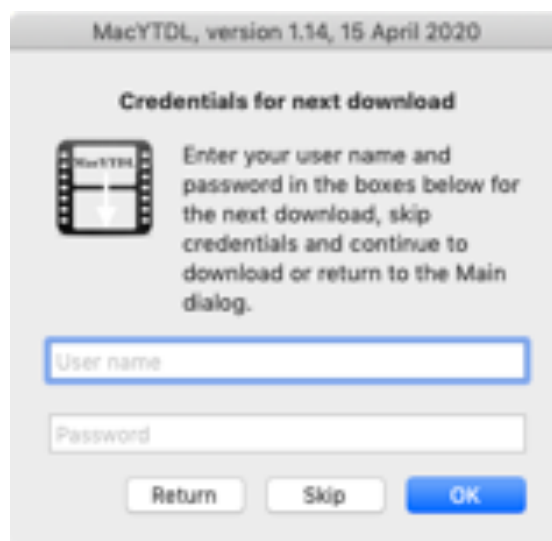 MacYTDL, version 1.14, 15 April 2020
Credentials for next download
MacYTDL
Enter your user name and
password in the boxes below for
the next download, skip
credentials and continue to
download or return to the Main
dialog.
User name
Password
Return Skip OK